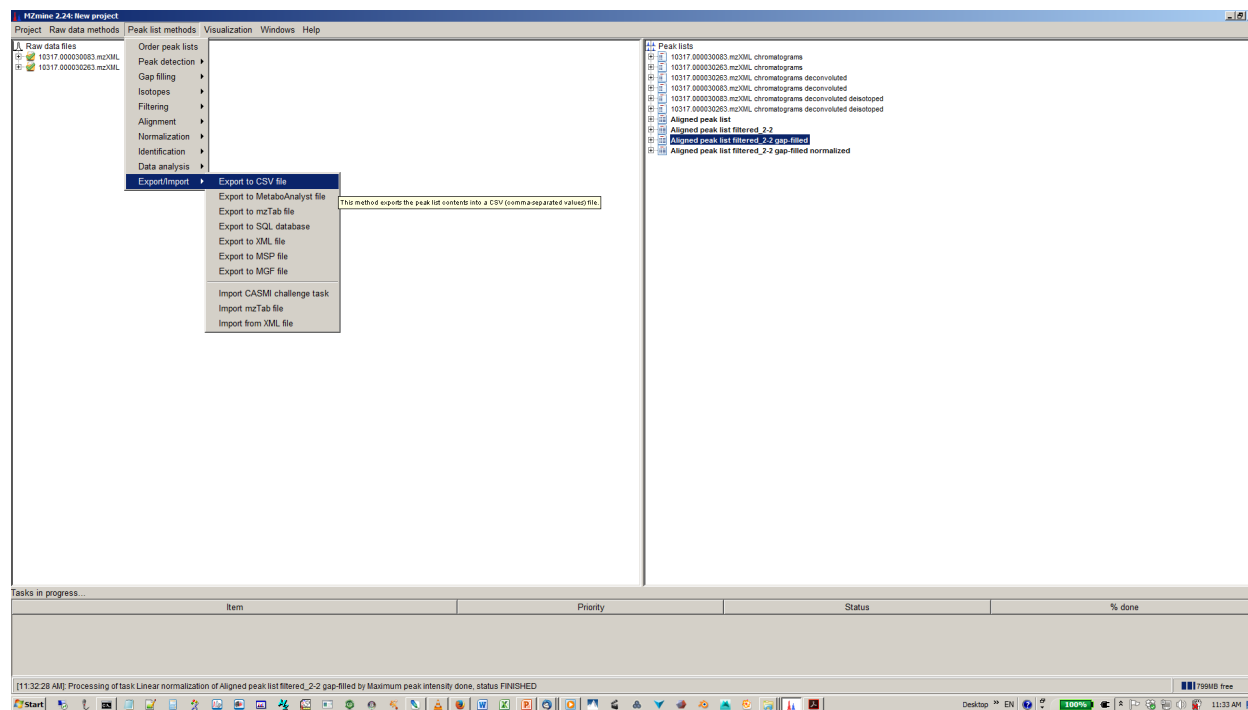 MZmine 2.24: New project
Project Raw data methods Peak list methods Visualization Windows Help
Raw data files
10317.000030083.mzXML
10317.000030263.mzXML
Order peak lists
Peak detection
Gap filling
Isotopes
Filtering
Alignment
Normalization
Identification
Data analysis
Export/Import
Export to CSV file
Export to MetaboAnalyst file
Export to mzTab file
Export to SQL database
Export to XML file
Export to MSP file
Export to MGF file
Import CASMI challenge task
Import mzTab file
Import from XML file
This method exports the peak list contents into a CSV (comma-separated values) file.
Peak lists
10317.000030083.mzXML chromatograms
10317.000030263.mzXML chromatograms
10317.000030263.mzXML chromatograms deconvoluted
10317.000030083.mzXML chromatograms deconvoluted
10317.000030083.mzXML chromatograms deconvoluted deisotoped
10317.000030263.mzXML chromatograms deconvoluted deisotoped
Aligned peak list
Aligned peak list filtered_2-2
Aligned peak list filtered_2-2 gap-filled
Aligned peak list filtered_2-2 gap-filled normalized
Tasks in progress...
Item Priority Status % done
[11:32:28 AM]: Processing of task Linear normalization of Aligned peak list filtered_2-2 gap-filled by Maximum peak intensity done, status FINISHED
799MB free
Start Desktop » EN 100% 11:33 AM